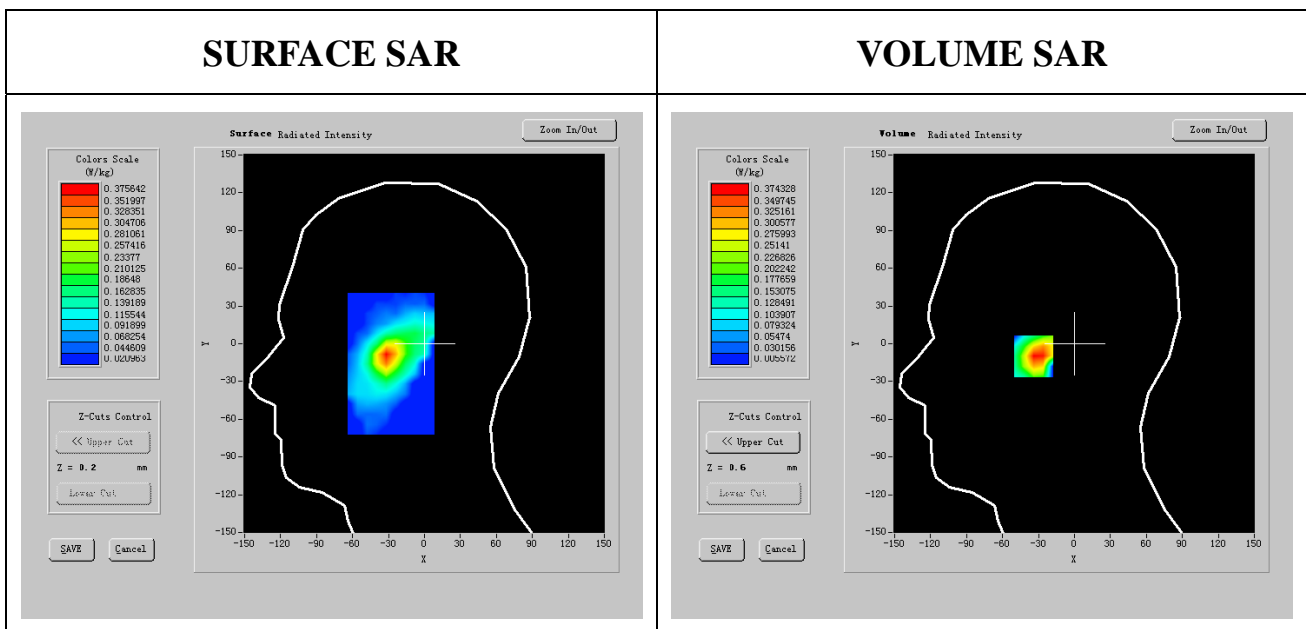 SURFACE SAR
VOLUME SAR
Surface Radiated Intensity
Zoom In/Out
Colors Scale
(W/kg)
0.375642
0.351997
0.328351
0.304706
0.281061
0.257416
0.23377
0.210125
0.18648
0.162835
0.139189
0.115544
0.091899
0.068254
0.044609
0.020963
Z-Cuts Control
<< Upper Cut
Z = 0.2 mm
Lower Cut
SAVE
Cancel
150
120
90
60
30
0
-30
-60
-90
-120
-150
Y
-150 -120 -90 -60 -30 0 30 60 90 120 150
X
Volume Radiated Intensity
Zoom In/Out
Colors Scale
(W/kg)
0.374328
0.349745
0.325161
0.300577
0.275993
0.25141
0.226826
0.202242
0.177659
0.153075
0.128491
0.103907
0.079324
0.05474
0.030156
0.005572
Z-Cuts Control
<< Upper Cut
Z = 0.6 mm
Lower Cut
SAVE
Cancel
150
120
90
60
30
0
-30
-60
-90
-120
-150
Y
-150 -120 -90 -60 -30 0 30 60 90 120 150
X